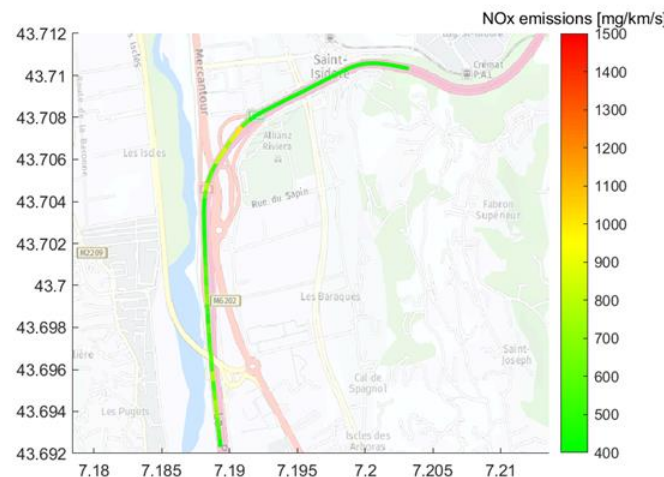 NOx emissions [mg/km/s]
43.712
43.71
43.708
43.706
43.704
43.702
43.7
43.698
43.696
43.694
43.692
7.18
7.185
7.19
7.195
7.2
7.205
7.21
1500
1400
1300
1200
1100
1000
900
800
700
600
500
400
Mercantour
Saint-
Isidore
Crémat
P.A.L
Les Iscles
Allianz
Riviera
Rue du Sapin
Fabron
Supérieur
M2209
M6202
Les Baraques
Saint-
Joseph
Cal de
Spagnol
Les Pugets
Iscles des
Arboras